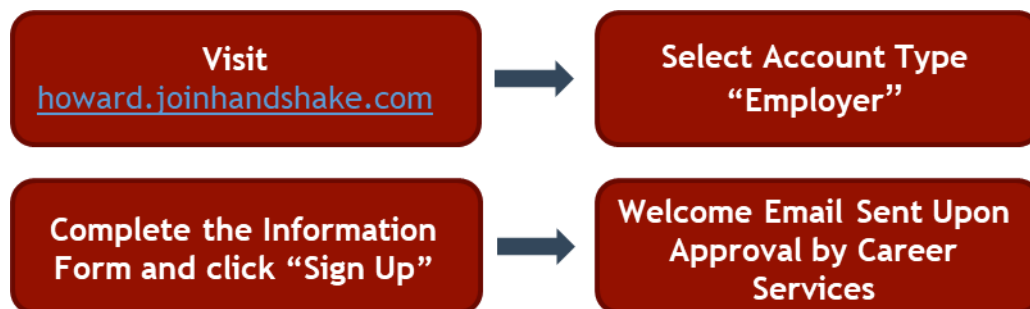 Visit
howard.joinhandshake.com
Select Account Type
“Employer”
Complete the Information
Form and click “Sign Up”
Welcome Email Sent Upon
Approval by Career
Services